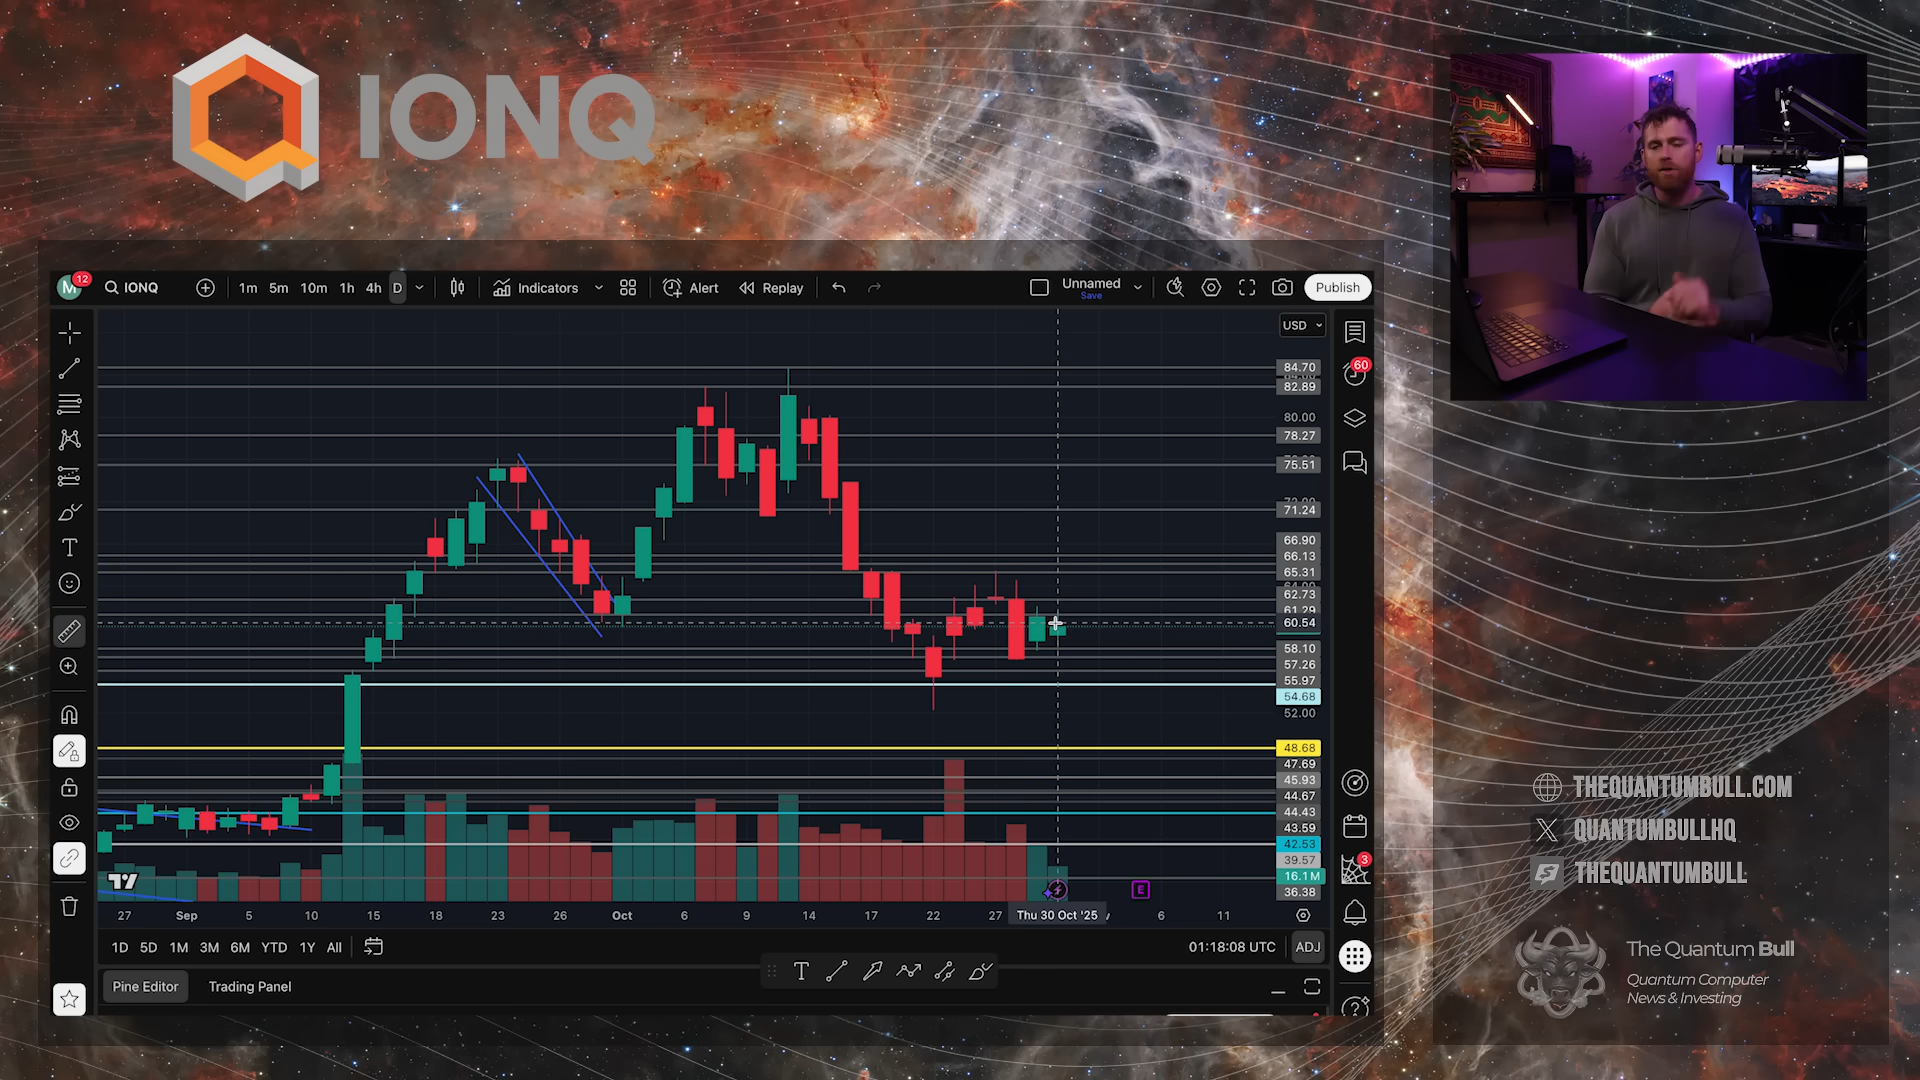 IONQ
M 12
IONQ
1m 5m 10m 1h 4h D
Indicators
Alert
Replay
Unnamed
Save
Publish
USD
84.70
82.89
80.00
78.27
75.51
71.24
66.90
66.13
65.31
62.73
61.29
60.54
58.10
57.26
55.97
54.68
52.00
48.68
47.69
45.93
44.67
44.43
43.59
42.53
39.57
16.1M
36.38
60
3
E
27 Sep 5 10 15 18 23 26 Oct 6 9 14 17 22 27 Thu 30 Oct '25 6 11
1D 5D 1M 3M 6M YTD 1Y All
01:18:08 UTC ADJ
T
Pine Editor Trading Panel
THEQUANTUMBULL.COM
QUANTUMBULLHQ
THEQUANTUMBULL
The Quantum Bull
Quantum Computer
News & Investing